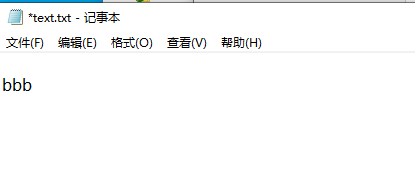 *text.txt - 记事本
文件(F) 编辑(E) 格式(O) 查看(V) 帮助(H)
bbb